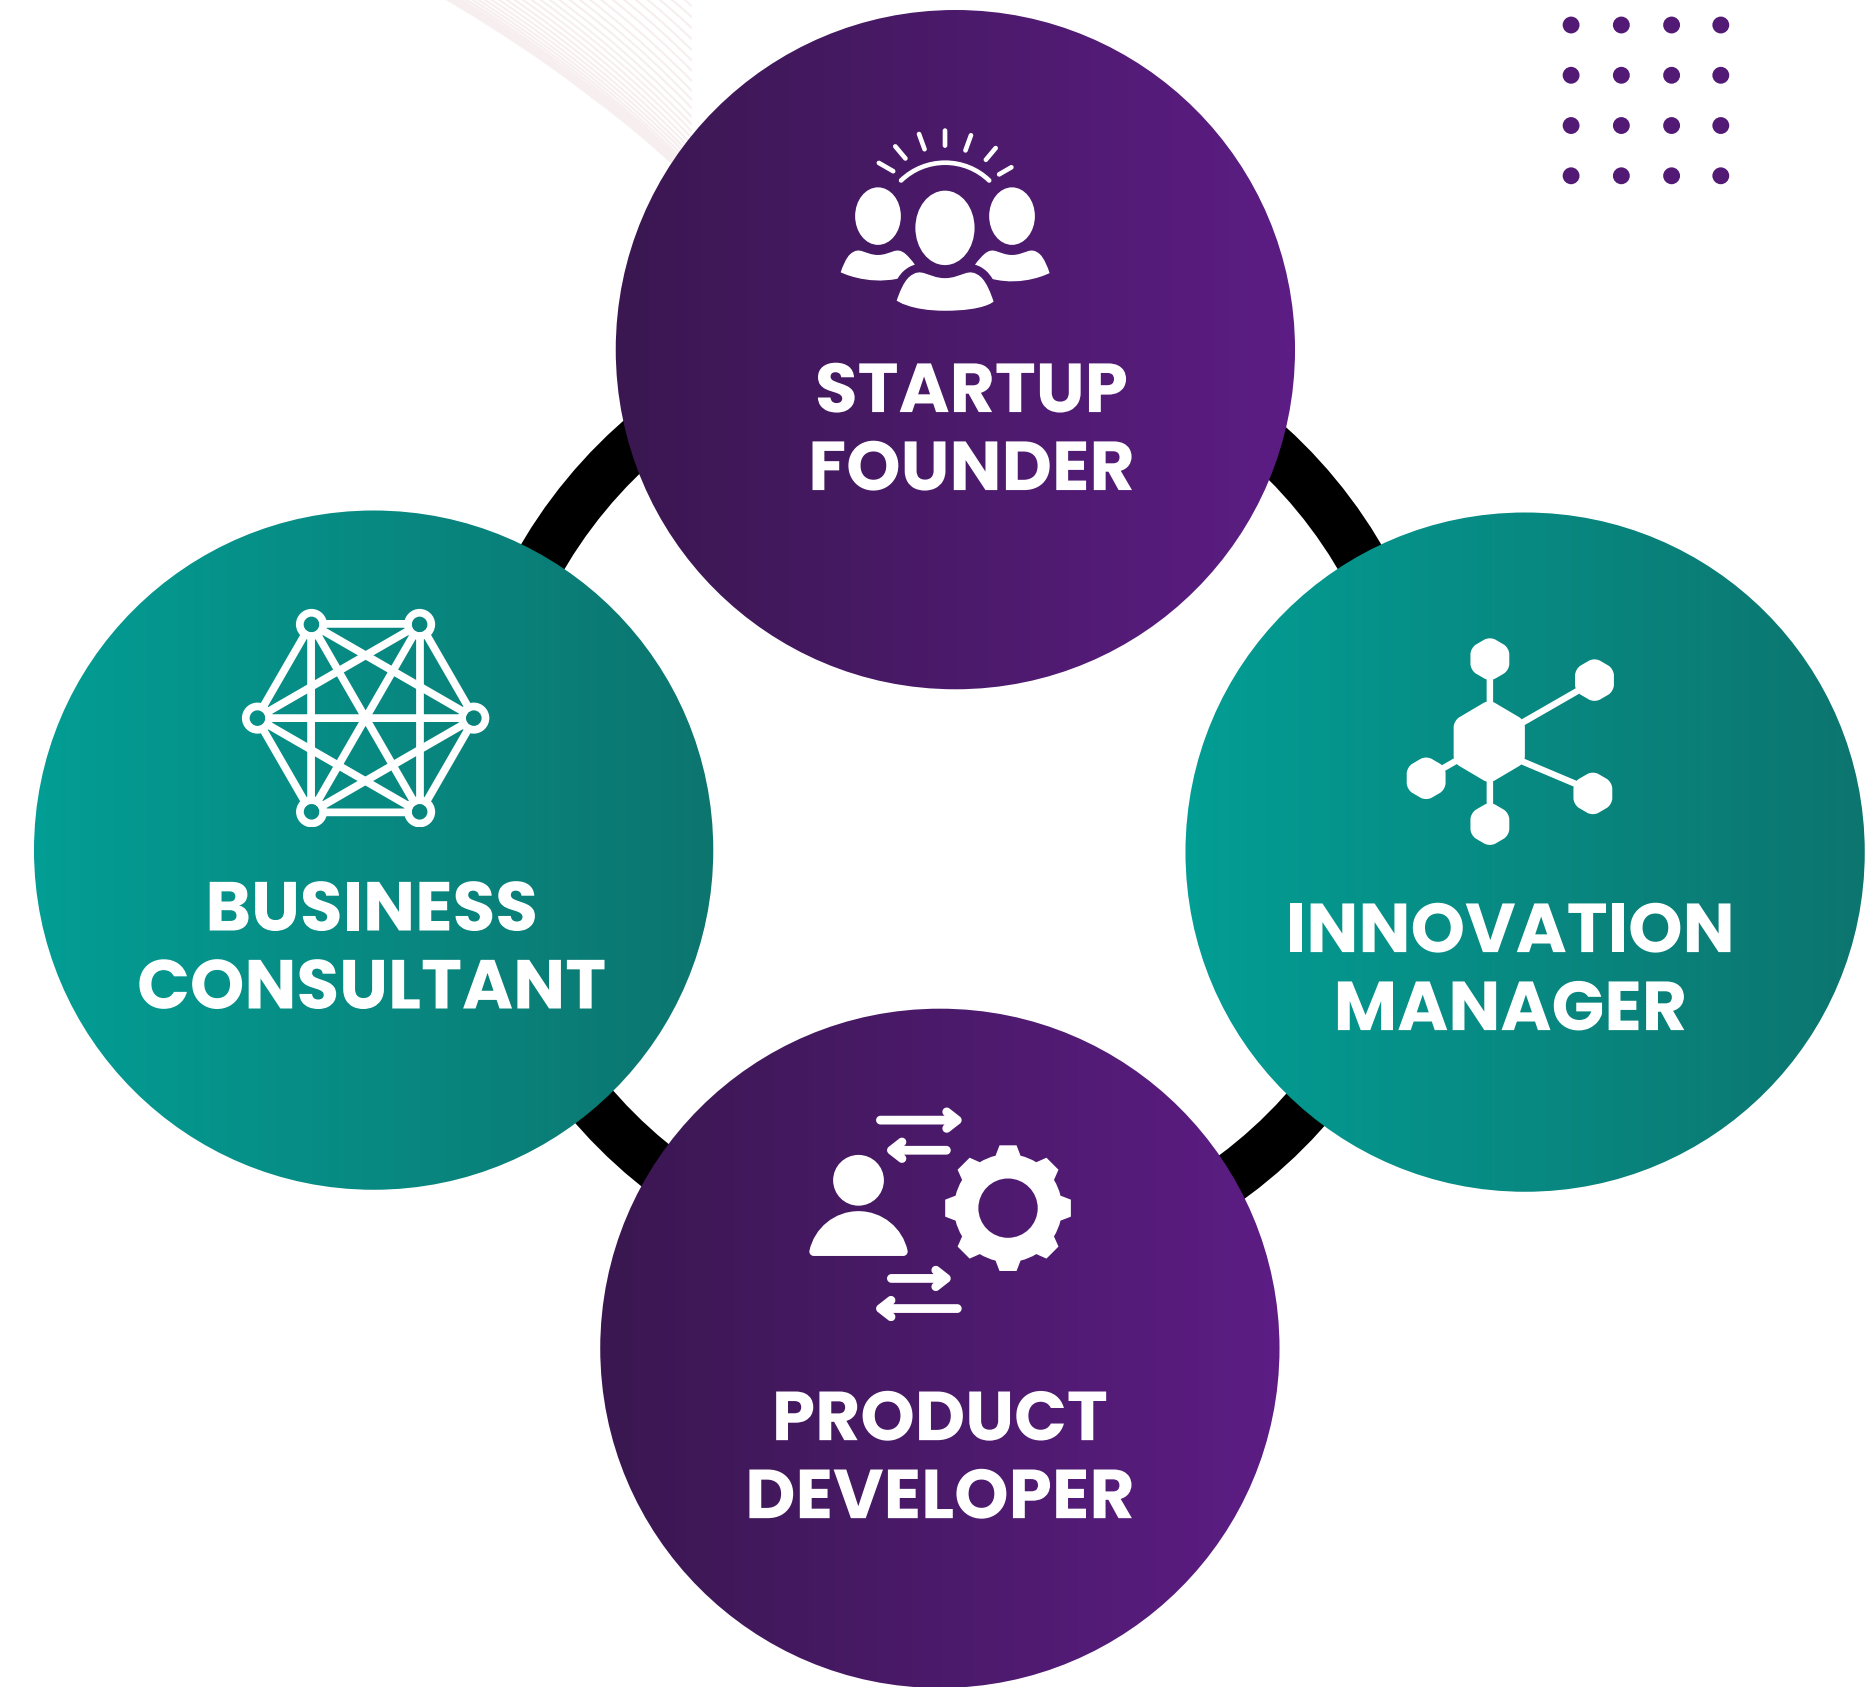 STARTUP
FOUNDER
BUSINESS
CONSULTANT
INNOVATION
MANAGER
PRODUCT
DEVELOPER